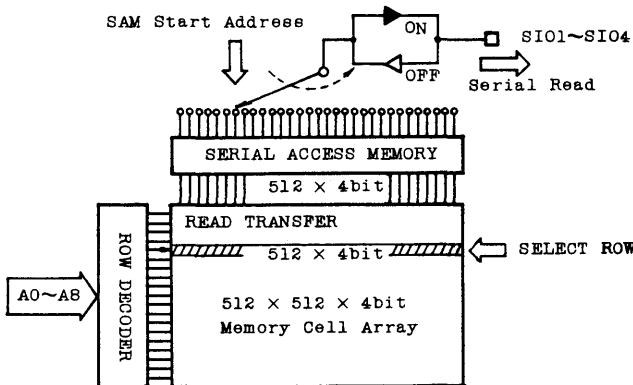 SAM Start Address
ON
SIO1~SIO4
OFF
Serial Read
SERIAL ACCESS MEMORY
512 × 4bit
READ TRANSFER
512 × 4bit
SELECT ROW
ROW DECODER
A0~A8
512 × 512 × 4bit
Memory Cell Array